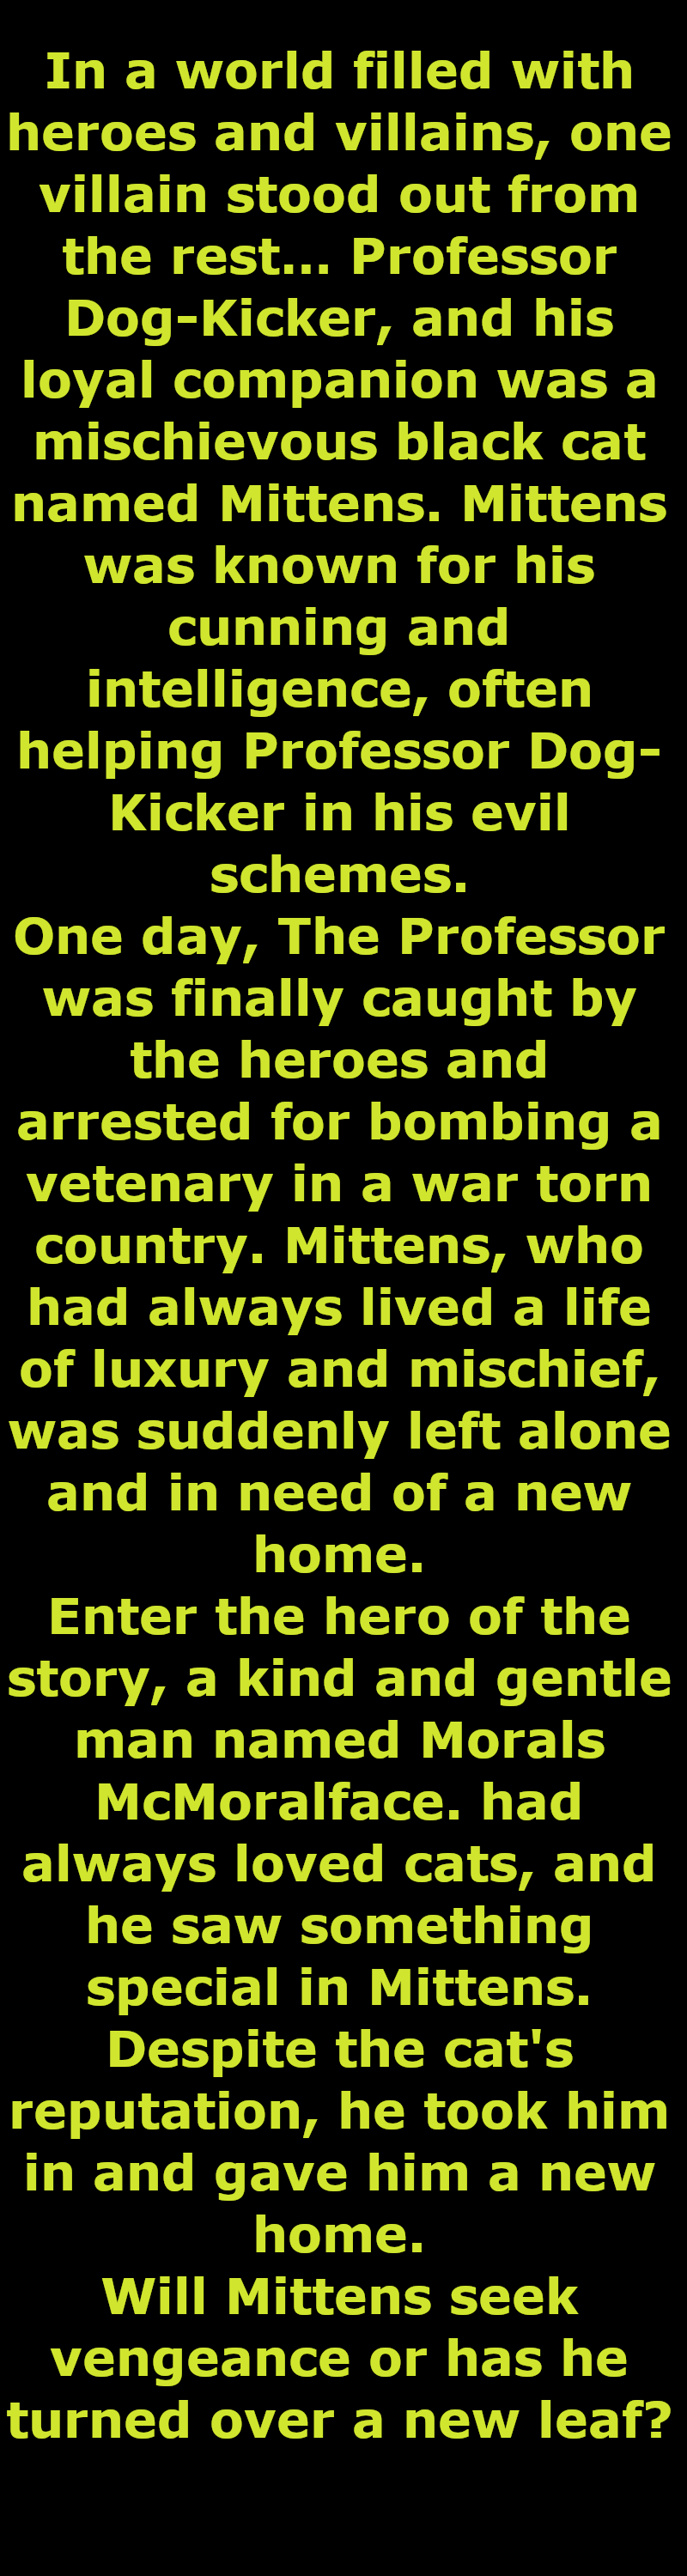 In a world filled with
heroes and villains, one
villain stood out from
the rest... Professor
Dog-Kicker, and his
loyal companion was a
mischievous black cat
named Mittens. Mittens
was known for his
cunning and
intelligence, often
helping Professor Dog-
Kicker in his evil
schemes.
One day, The Professor
was finally caught by
the heroes and
arrested for bombing a
vetenary in a war torn
country. Mittens, who
had always lived a life
of luxury and mischief,
was suddenly left alone
and in need of a new
home.
Enter the hero of the
story, a kind and gentle
man named Morals
McMoralface. had
always loved cats, and
he saw something
special in Mittens.
Despite the cat's
reputation, he took him
in and gave him a new
home.
Will Mittens seek
vengeance or has he
turned over a new leaf?